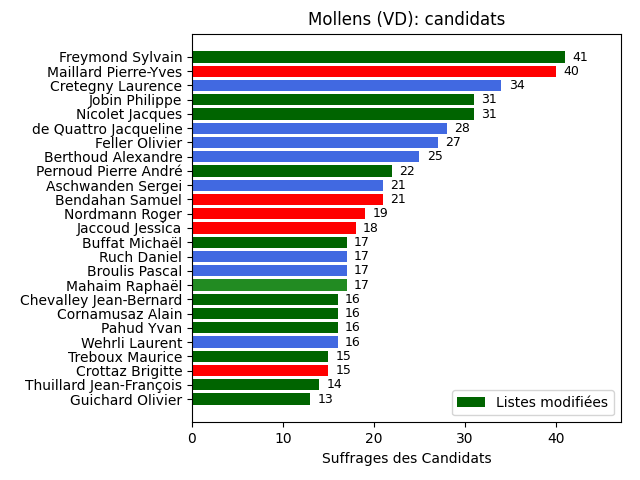 Mollens (VD): candidats
Freymond Sylvain 41
Maillard Pierre-Yves 40
Cretegny Laurence 34
Jobin Philippe 31
Nicolet Jacques 31
de Quattro Jacqueline 28
Feller Olivier 27
Berthoud Alexandre 25
Pernoud Pierre André 22
Aschwanden Sergei 21
Bendahan Samuel 21
Nordmann Roger 19
Jaccoud Jessica 18
Buffat Michaël 17
Ruch Daniel 17
Broulis Pascal 17
Mahaim Raphaël 17
Chevalley Jean-Bernard 16
Cornamusaz Alain 16
Pahud Yvan 16
Wehrli Laurent 16
Treboux Maurice 15
Crottaz Brigitte 15
Thuillard Jean-François 14
Guichard Olivier 13
Listes modifiées
0 10 20 30 40
Suffrages des Candidats